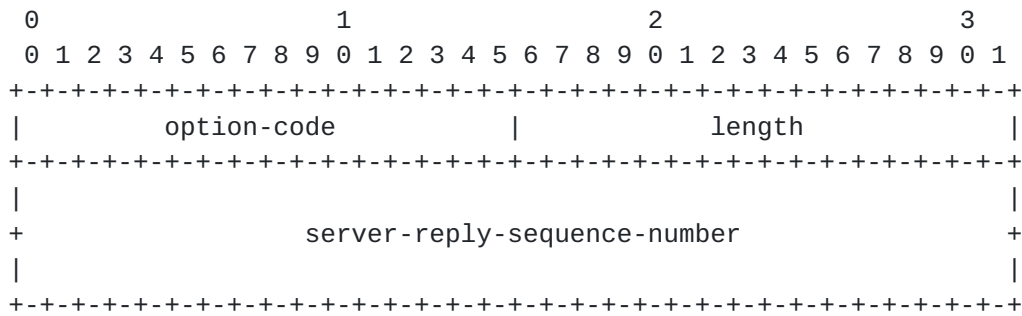 0                   1                   2                   3
 0 1 2 3 4 5 6 7 8 9 0 1 2 3 4 5 6 7 8 9 0 1 2 3 4 5 6 7 8 9 0 1
+-+-+-+-+-+-+-+-+-+-+-+-+-+-+-+-+-+-+-+-+-+-+-+-+-+-+-+-+-+-+-+-+
|         option-code           |            length             |
+-+-+-+-+-+-+-+-+-+-+-+-+-+-+-+-+-+-+-+-+-+-+-+-+-+-+-+-+-+-+-+-+
|                                                               |
+                  server-reply-sequence-number                 +
|                                                               |
+-+-+-+-+-+-+-+-+-+-+-+-+-+-+-+-+-+-+-+-+-+-+-+-+-+-+-+-+-+-+-+-+